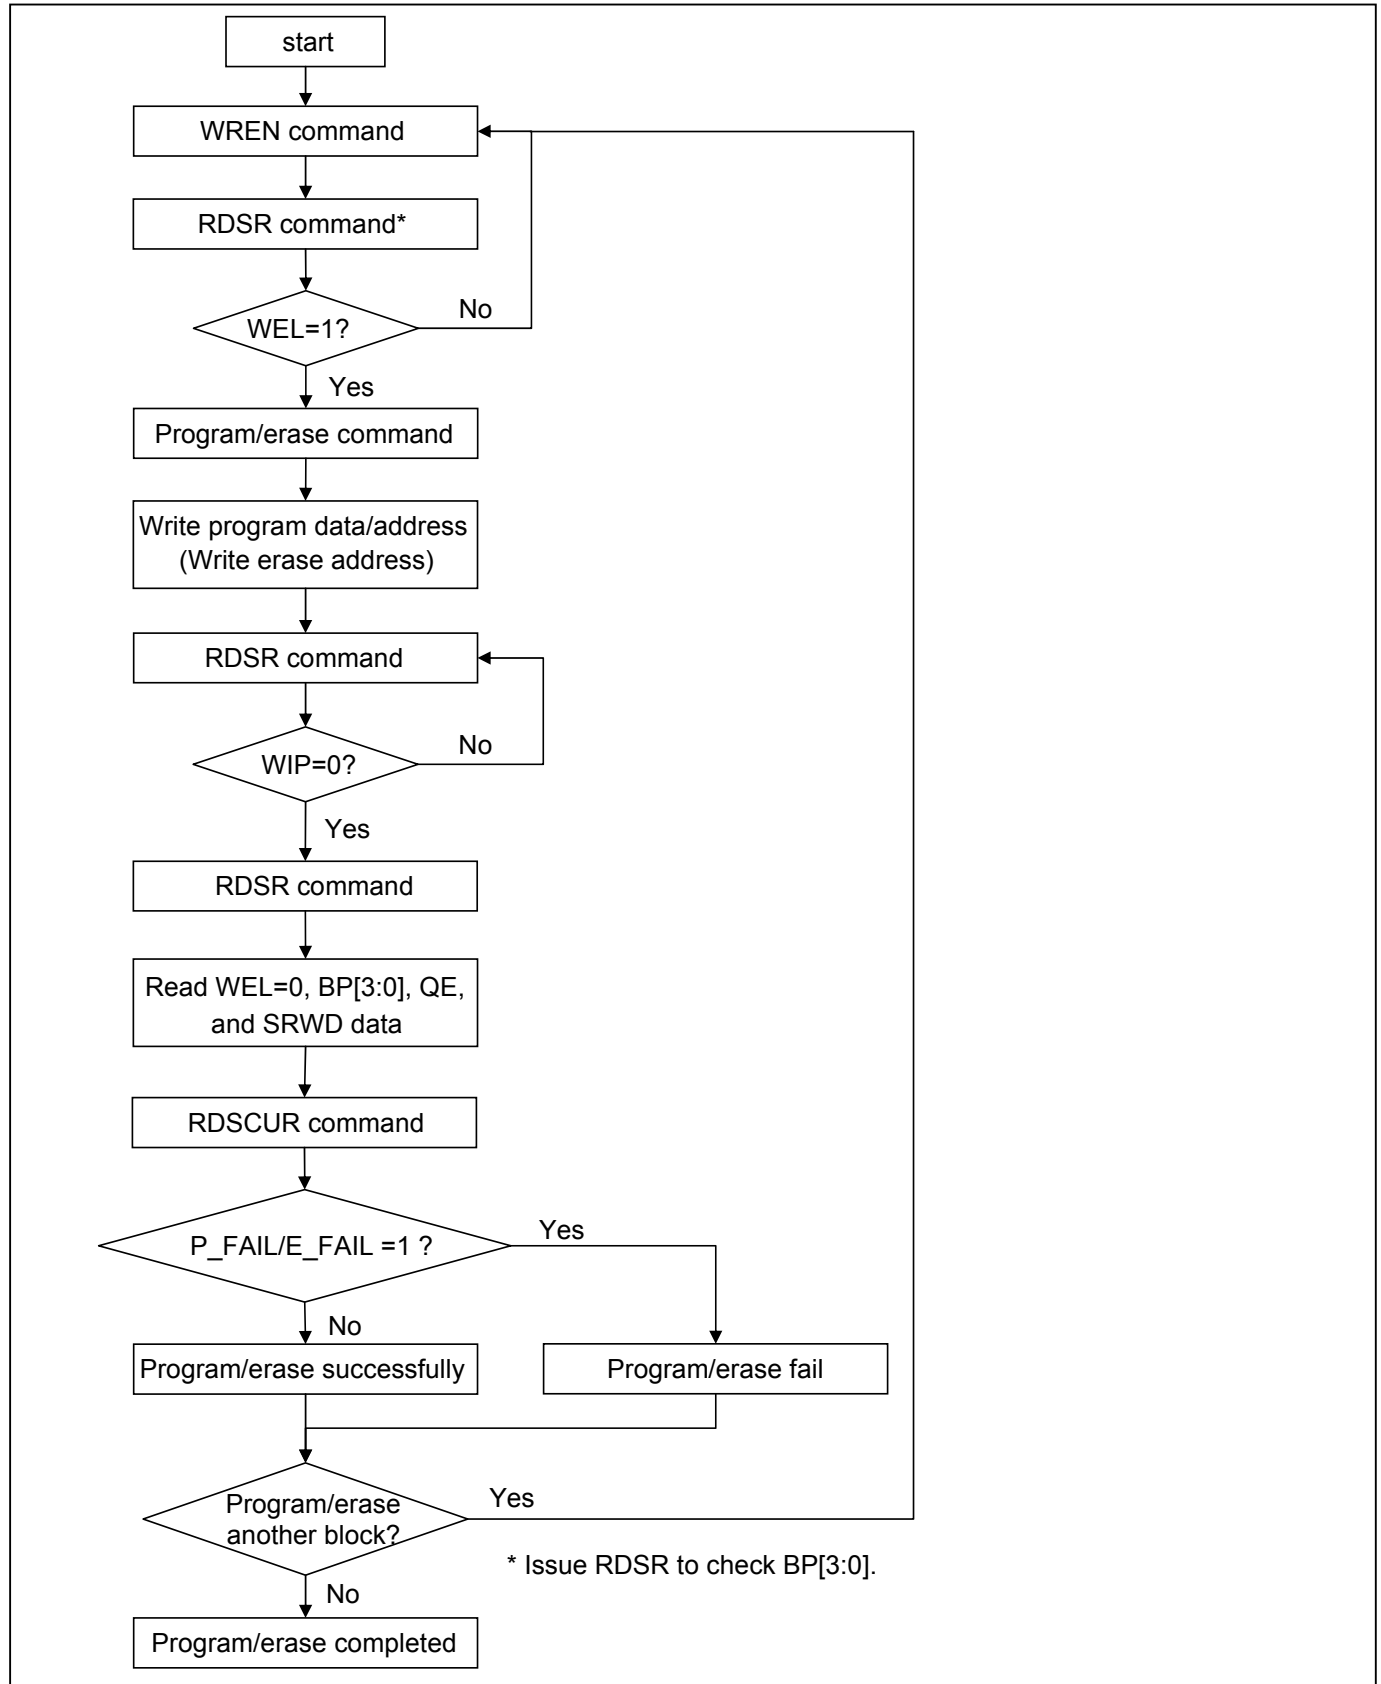 start
WREN command
RDSR command*
WEL=1?
No
Yes
Program/erase command
Write program data/address
(Write erase address)
RDSR command
WIP=0?
No
Yes
RDSR command
Read WEL=0, BP[3:0], QE,
and SRWD data
RDSCUR command
P_FAIL/E_FAIL =1 ?
Yes
No
Program/erase successfully
Program/erase fail
Program/erase
another block?
Yes
* Issue RDSR to check BP[3:0].
No
Program/erase completed